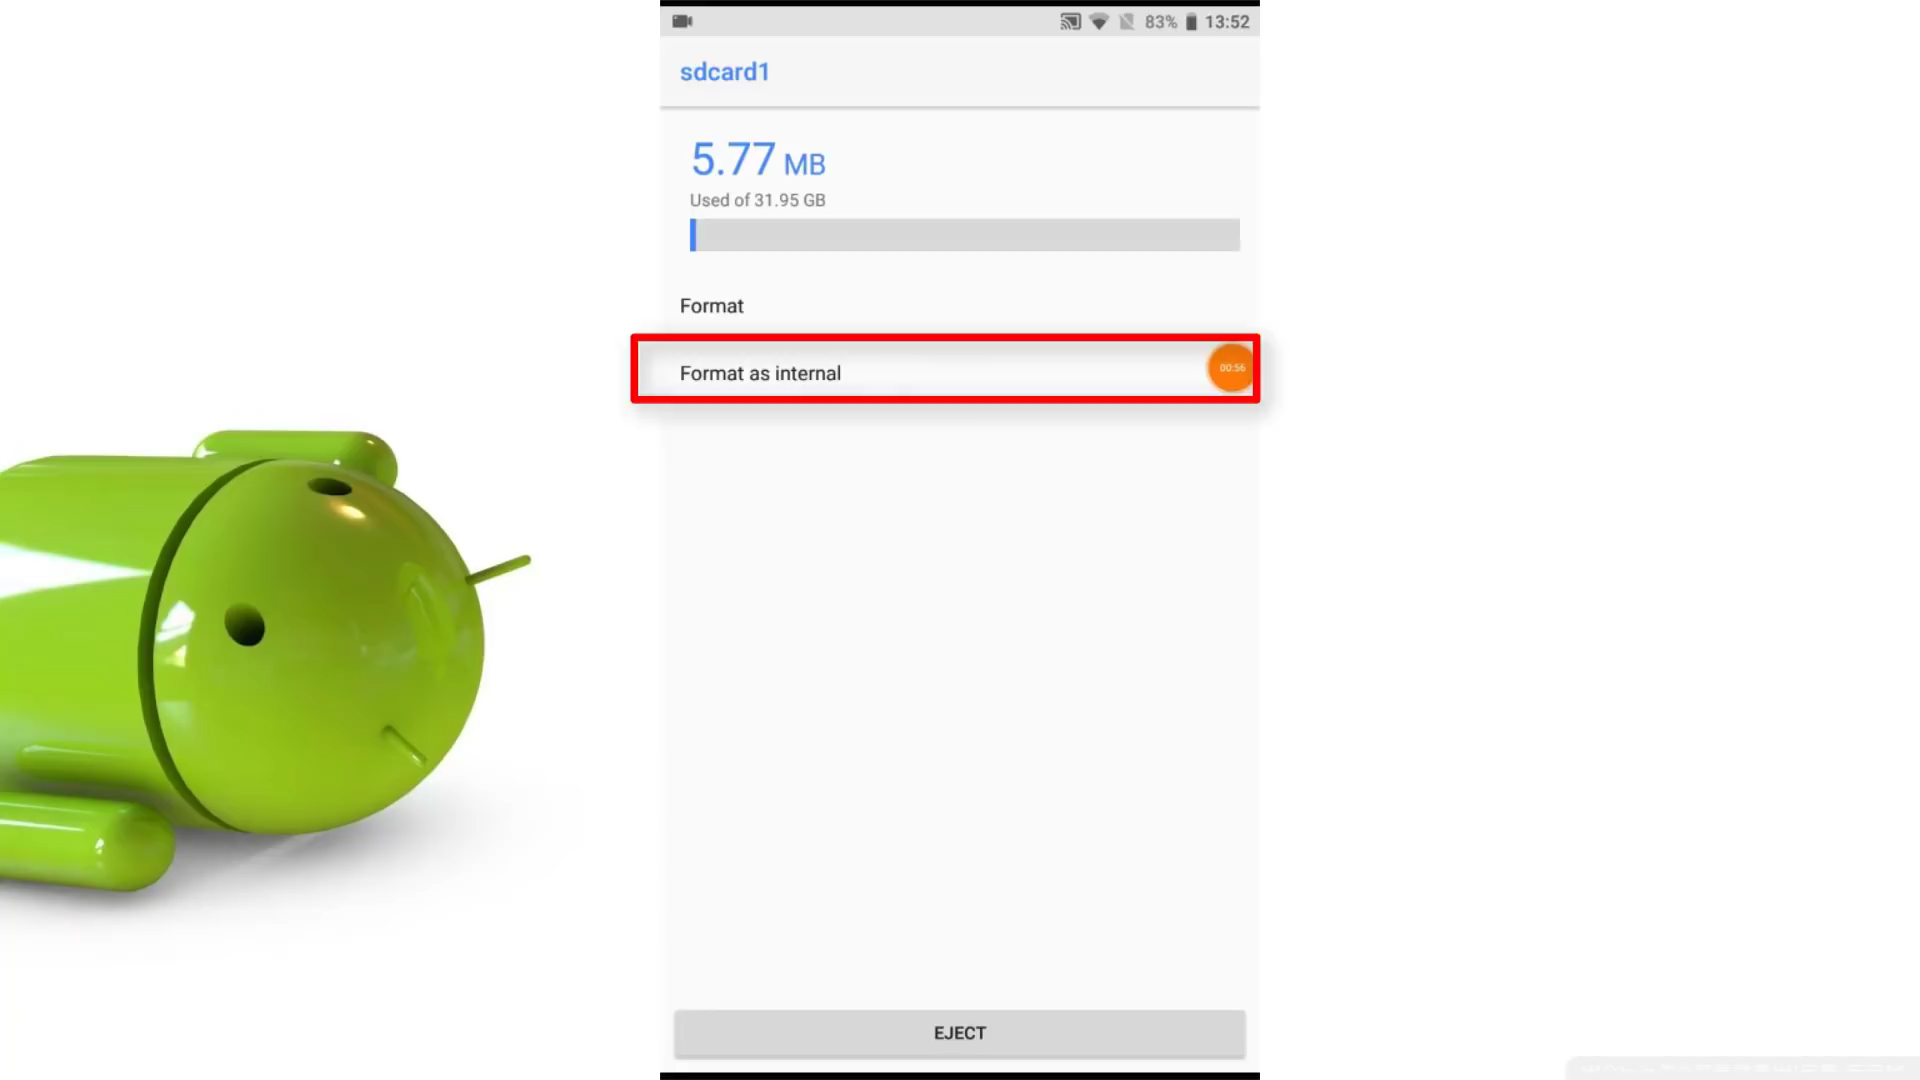 83% 13:52
sdcard1
5.77 MB
Used of 31.95 GB
Format
Format as internal
00:56
EJECT